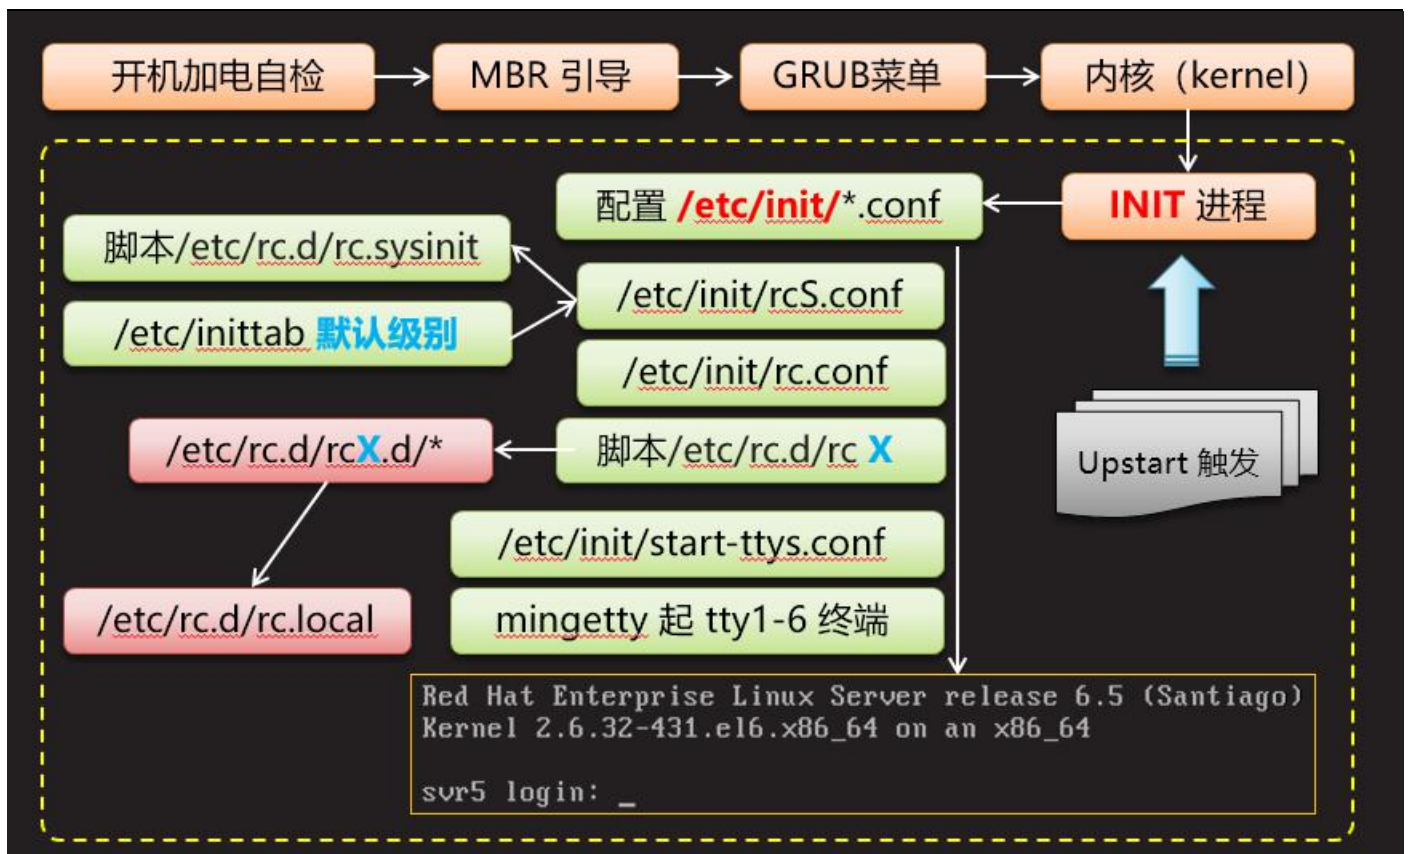 开机加电自检
MBR 引导
GRUB菜单
内核（kernel）
INIT 进程
配置 /etc/init/*.conf
脚本/etc/rc.d/rc.sysinit
/etc/init/rcS.conf
/etc/inittab 默认级别
/etc/init/rc.conf
/etc/rc.d/rcX.d/*
脚本/etc/rc.d/rc X
Upstart 触发
/etc/init/start-ttys.conf
/etc/rc.d/rc.local
mingetty 起 tty1-6 终端
Red Hat Enterprise Linux Server release 6.5 (Santiago)
Kernel 2.6.32-431.el6.x86_64 on an x86_64
svr5 login: _